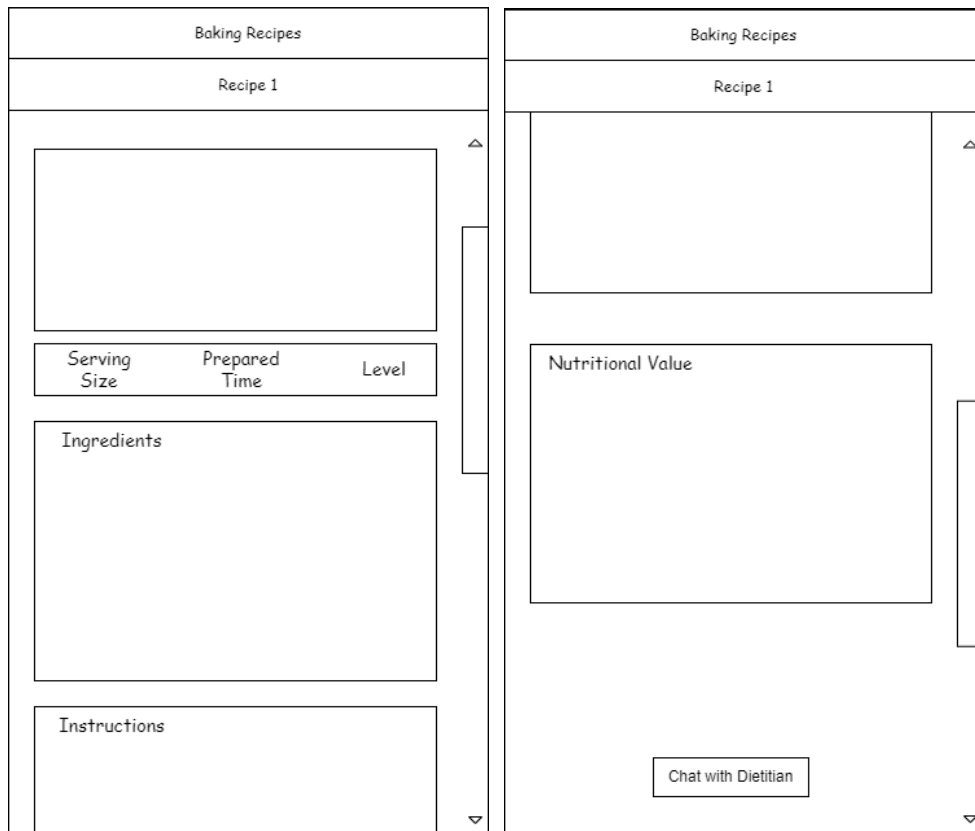 Baking Recipes
Recipe 1
Serving
Size
Prepared
Time
Level
Ingredients
Instructions
Baking Recipes
Recipe 1
Nutritional Value
Chat with Dietitian